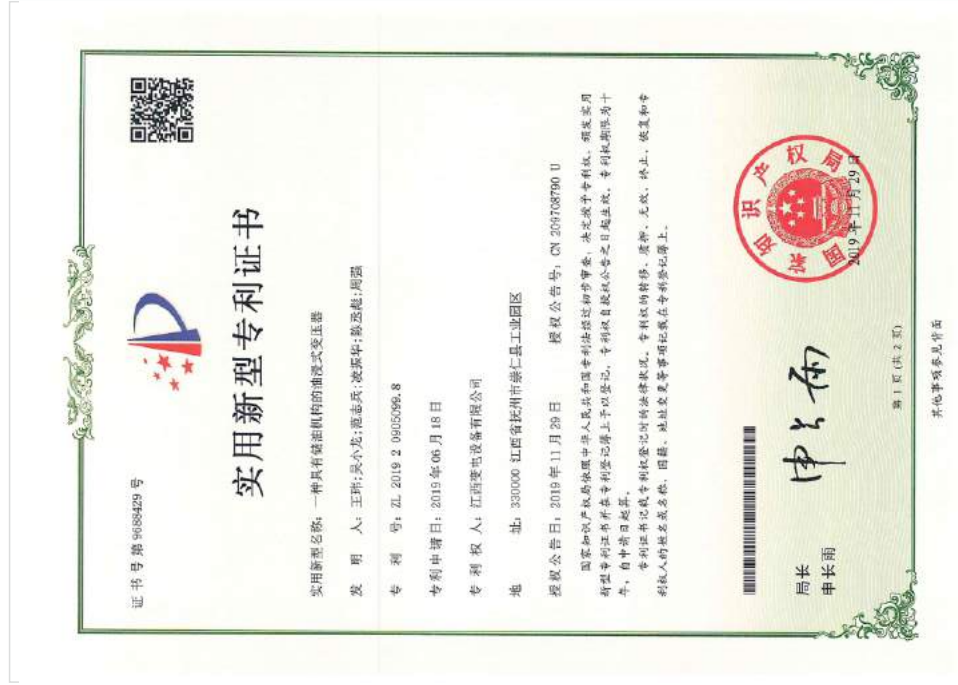 证书号第9688429号
实用新型专利证书
实用新型名称：一种具有储油机构的油浸式变压器
发明人：王玮;吴小龙;范志兵;凌振华;陈丞彪;周强
专利号：ZL 2019 2 0905099.8
专利申请日：2019年06月18日
专利权人：江西变电设备有限公司
地址：330000 江西省抚州市崇仁县工业园区
授权公告日：2019年11月29日 授权公告号：CN 209708790 U
国家知识产权局依照中华人民共和国专利法经过初步审查，决定授予专利权，颁发实用
新型专利证书并在专利登记簿上予以登记。专利权自授权公告之日起生效。专利权期限为十
年，自申请日起算。
专利证书记载专利权登记时的法律状况。专利权的转移、质押、无效、终止、恢复和专
利权人的姓名或名称、国籍、地址变更等事项记载在专利登记簿上。
局长
申长雨
申长雨
国家知识产权局
2019年11月29日
第 1 页 (共 2 页)
其他事项参见背面